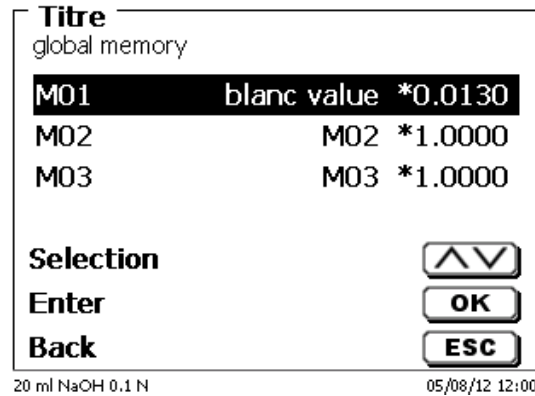 Titre
global memory
M01 blanc value *0.0130
M02 M02 *1.0000
M03 M03 *1.0000
Selection
Enter OK
Back ESC
20 ml NaOH 0.1 N 05/08/12 12:00